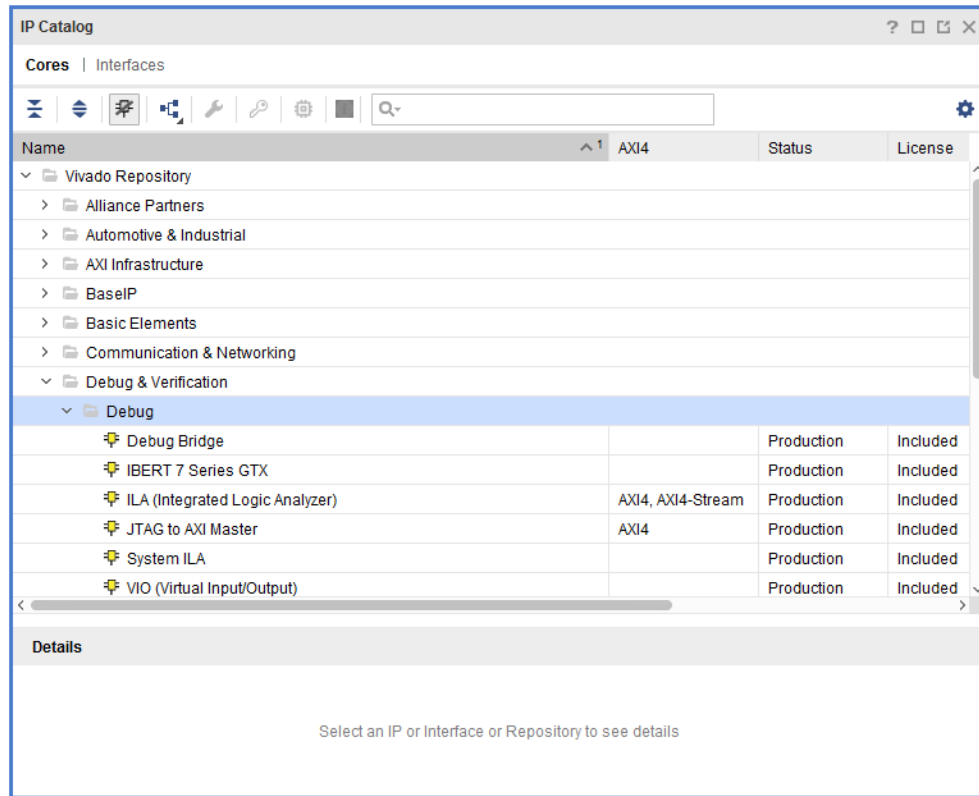 IP Catalog ?
Cores | Interfaces
Q
Name 1 AXI4 Status License
Vivado Repository
Alliance Partners
Automotive & Industrial
AXI Infrastructure
BaseIP
Basic Elements
Communication & Networking
Debug & Verification
Debug
Debug Bridge Production Included
IBERT 7 Series GTX Production Included
ILA (Integrated Logic Analyzer) AXI4, AXI4-Stream Production Included
JTAG to AXI Master AXI4 Production Included
System ILA Production Included
VIO (Virtual Input/Output) Production Included
Details
Select an IP or Interface or Repository to see details